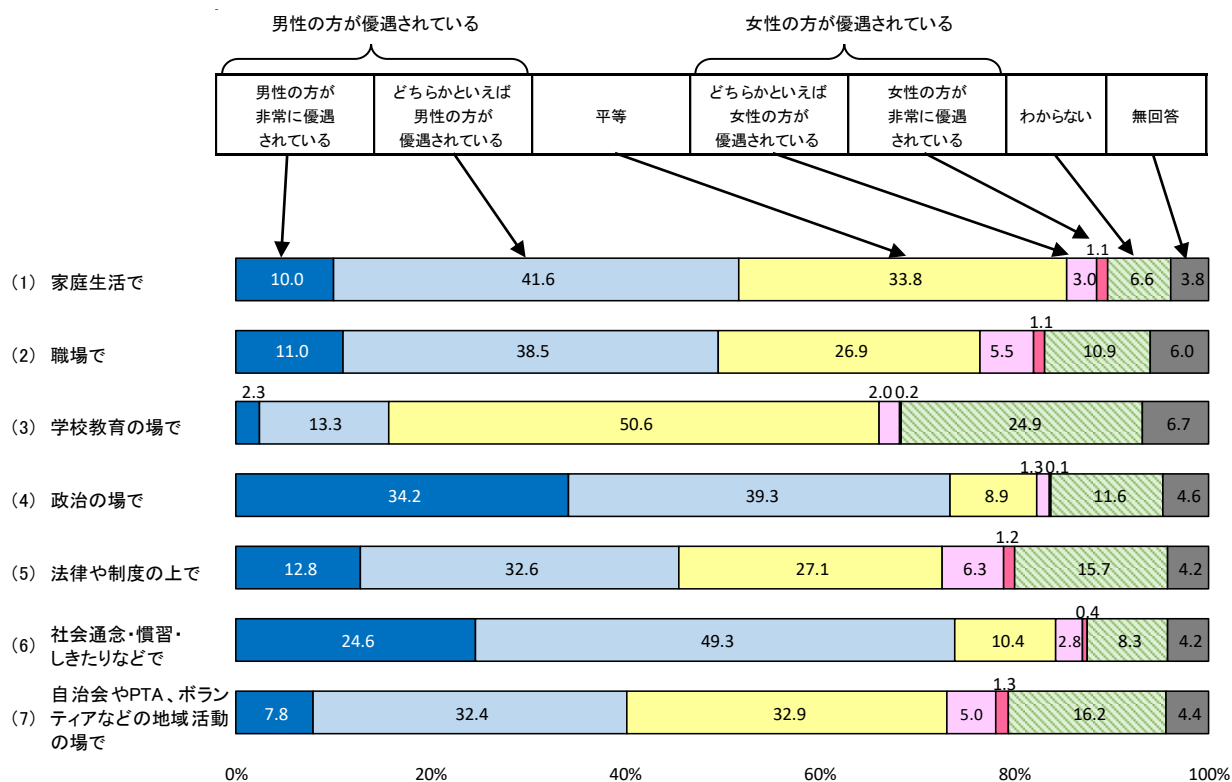 男性の方が優遇されている
女性の方が優遇されている
男性の方が
非常に優遇
されている
どちらかといえば
男性の方が
優遇されている
平等
どちらかといえば
女性の方が
優遇されている
女性の方が
非常に優遇
されている
わからない
無回答
(1) 家庭生活で
10.0 41.6 33.8 3.0 1.1 6.6 3.8
(2) 職場で
11.0 38.5 26.9 5.5 1.1 10.9 6.0
(3) 学校教育の場で
2.3 13.3 50.6 2.0 0.2 24.9 6.7
(4) 政治の場で
34.2 39.3 8.9 1.3 0.1 11.6 4.6
(5) 法律や制度の上で
12.8 32.6 27.1 6.3 1.2 15.7 4.2
(6) 社会通念・慣習・
しきたりなどで
24.6 49.3 10.4 2.8 0.4 8.3 4.2
(7) 自治会やPTA、ボラン
ティアなどの地域活動
の場で
7.8 32.4 32.9 5.0 1.3 16.2 4.4
0% 20% 40% 60% 80% 100%